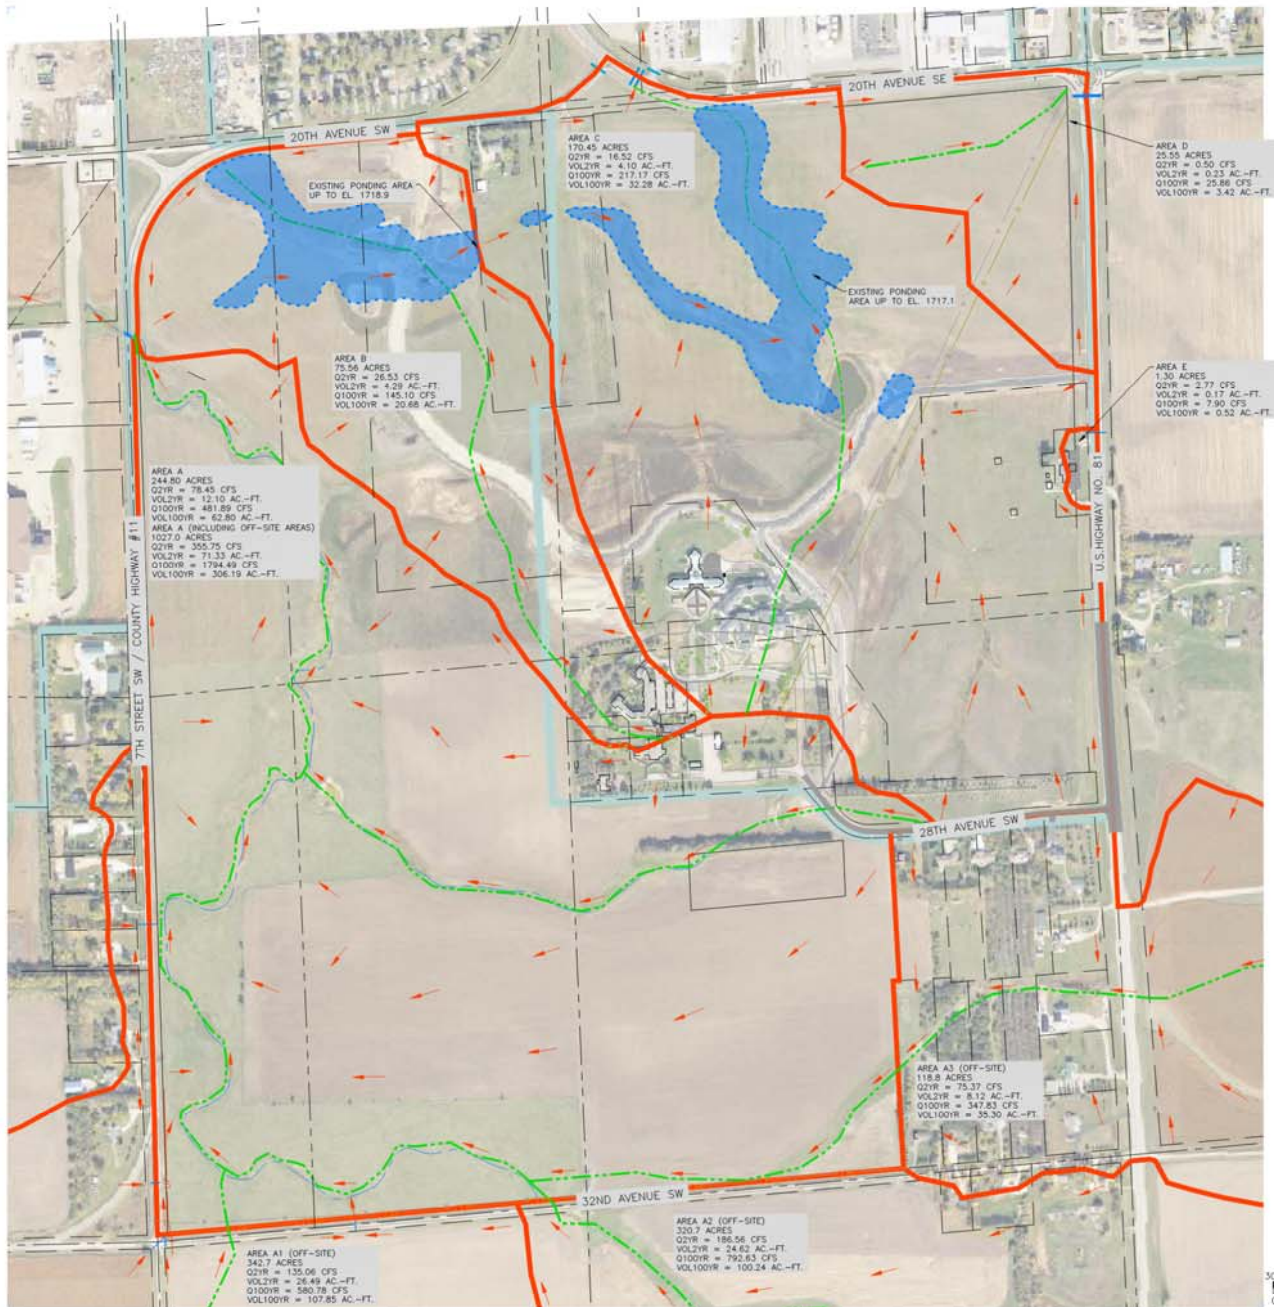 20TH AVENUE SE
20TH AVENUE SW
AREA C
170.45 ACRES
Q2YR = 16.52 CFS
VOL2YR = 4.10 AC.-FT.
Q100YR = 217.17 CFS
VOL100YR = 32.28 AC.-FT.
AREA D
25.55 ACRES
Q2YR = 0.50 CFS
VOL2YR = 0.23 AC.-FT.
Q100YR = 25.86 CFS
VOL100YR = 3.42 AC.-FT.
EXISTING PONDING AREA
UP TO EL. 1718.9
EXISTING PONDING
AREA UP TO EL. 1717.1
AREA B
75.56 ACRES
Q2YR = 26.53 CFS
VOL2YR = 4.29 AC.-FT.
Q100YR = 145.10 CFS
VOL100YR = 20.68 AC.-FT.
AREA E
1.30 ACRES
Q2YR = 2.77 CFS
VOL2YR = 0.17 AC.-FT.
Q100YR = 7.90 CFS
VOL100YR = 0.52 AC.-FT.
AREA A
244.80 ACRES
Q2YR = 78.45 CFS
VOL2YR = 12.10 AC.-FT.
Q100YR = 481.89 CFS
VOL100YR = 62.80 AC.-FT.
AREA A (INCLUDING OFF-SITE AREAS)
1027.0 ACRES
Q2YR = 355.75 CFS
VOL2YR = 71.33 AC.-FT.
Q100YR = 1794.49 CFS
VOL100YR = 306.19 AC.-FT.
U.S.HIGHWAY NO. 81
7TH STREET SW / COUNTY HIGHWAY #11
28TH AVENUE SW
AREA A3 (OFF-SITE)
118.8 ACRES
Q2YR = 75.37 CFS
VOL2YR = 8.12 AC.-FT.
Q100YR = 347.83 CFS
VOL100YR = 35.30 AC.-FT.
32ND AVENUE SW
AREA A2 (OFF-SITE)
320.7 ACRES
Q2YR = 186.56 CFS
VOL2YR = 24.62 AC.-FT.
Q100YR = 792.63 CFS
VOL100YR = 100.24 AC.-FT.
AREA A1 (OFF-SITE)
342.7 ACRES
Q2YR = 135.06 CFS
VOL2YR = 26.49 AC.-FT.
Q100YR = 580.78 CFS
VOL100YR = 107.85 AC.-FT.